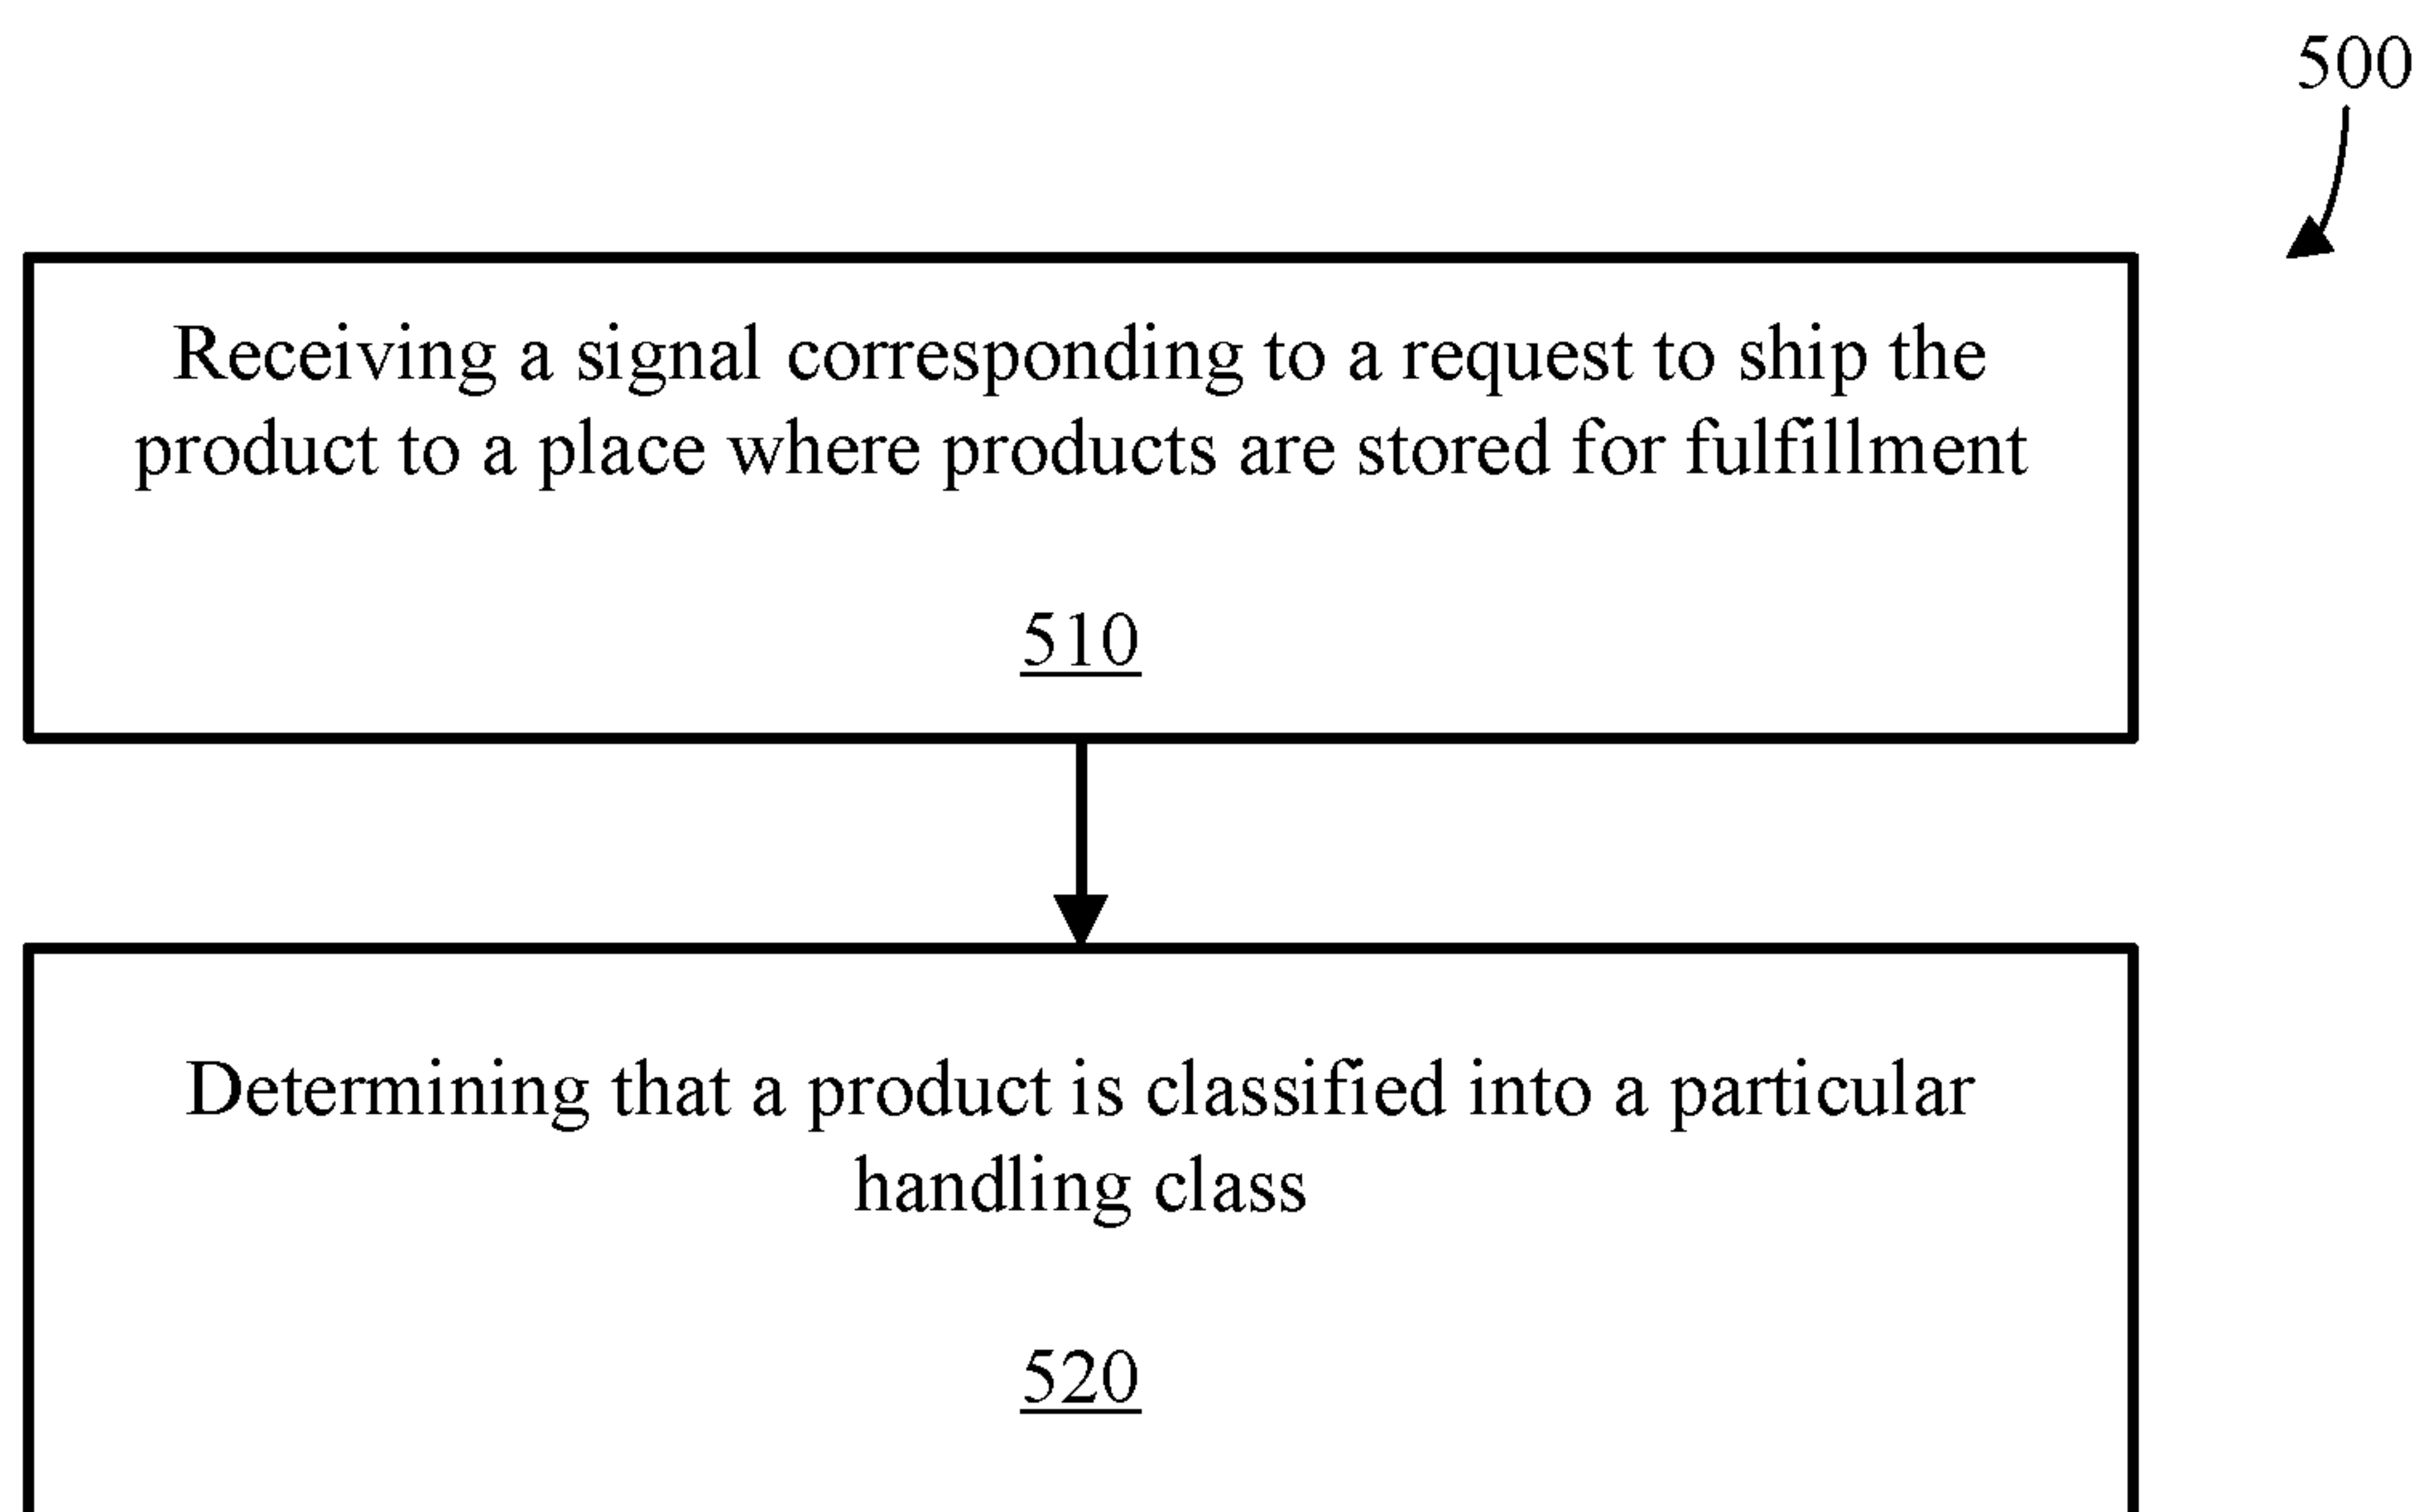 500
Receiving a signal corresponding to a request to ship the
product to a place where products are stored for fulfillment
510
Determining that a product is classified into a particular
handling class
520